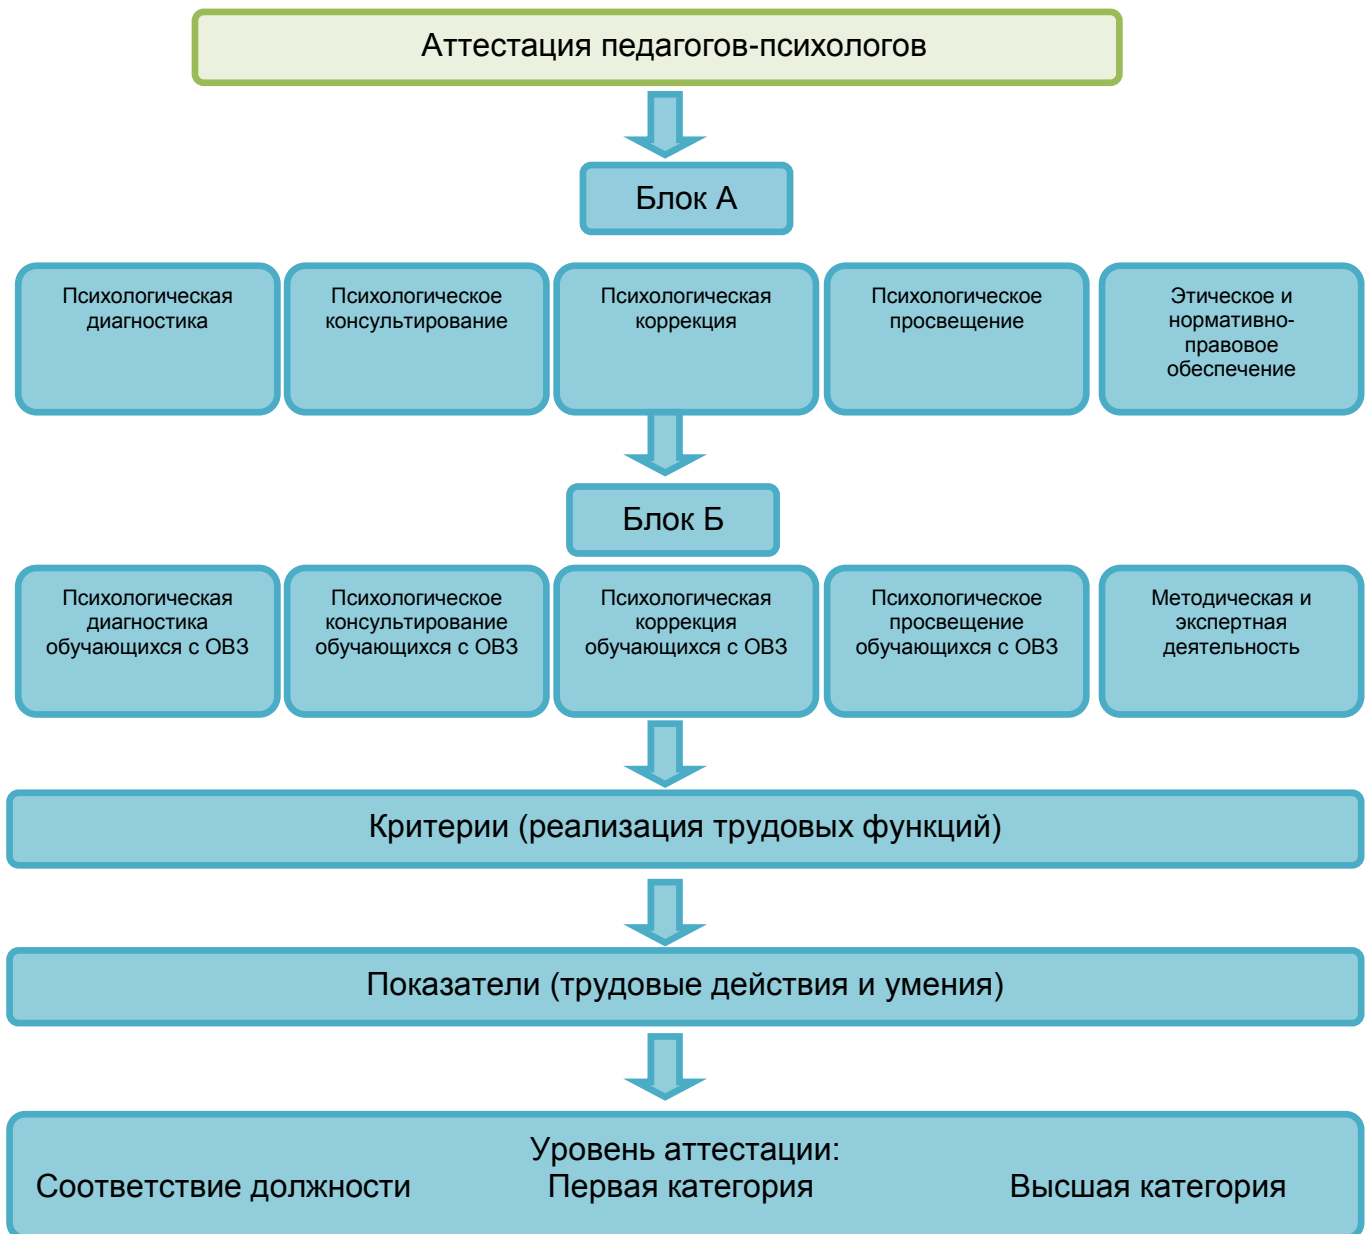 Аттестация педагогов-психологов
Блок А
Психологическая
диагностика
Психологическое
консультирование
Психологическая
коррекция
Психологическое
просвещение
Этическое и
нормативно-
правовое
обеспечение
Блок Б
Психологическая
диагностика
обучающихся с ОВЗ
Психологическое
консультирование
обучающихся с ОВЗ
Психологическая
коррекция
обучающихся с ОВЗ
Психологическое
просвещение
обучающихся с ОВЗ
Методическая и
экспертная
деятельность
Критерии (реализация трудовых функций)
Показатели (трудовые действия и умения)
Уровень аттестации:
Соответствие должности Первая категория Высшая категория